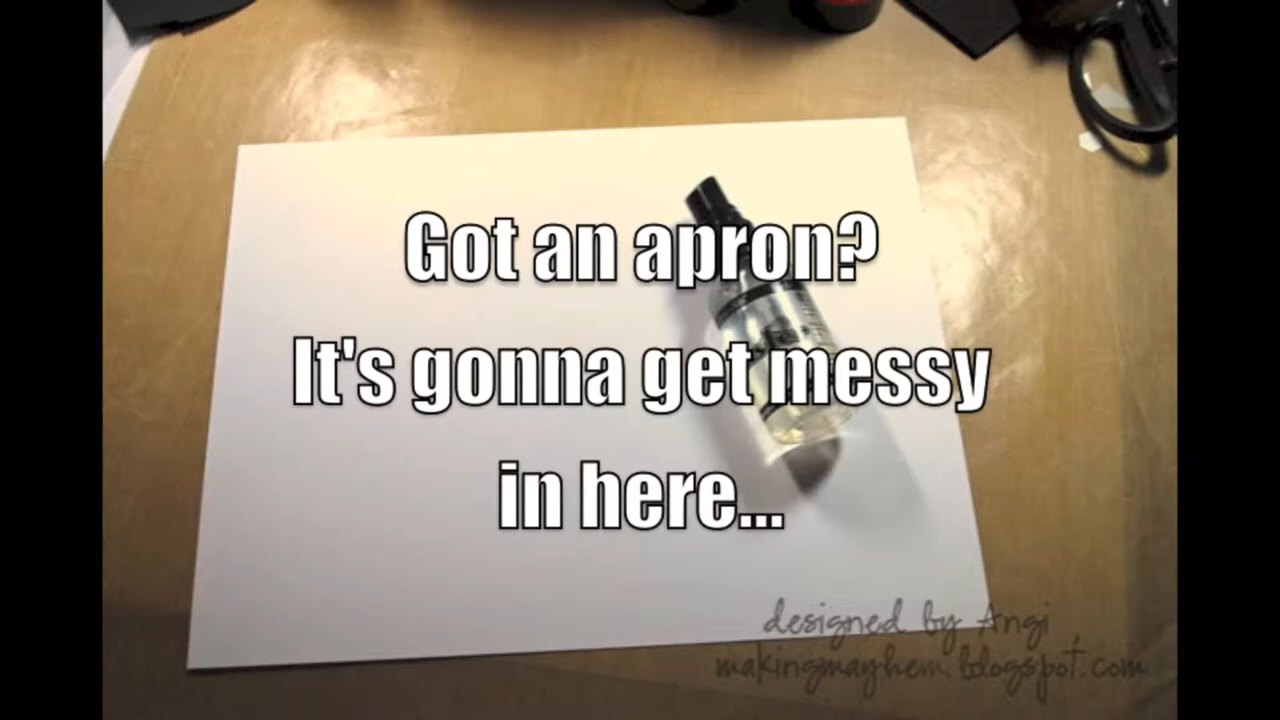 Got an apron?
It's gonna get messy
in here...
designed by Angi
makingmayhem.blogspot.com